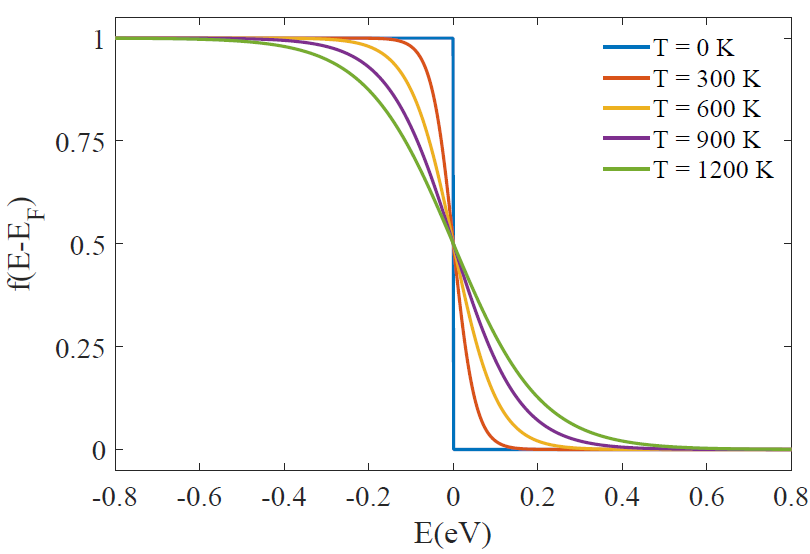 1
0.75
0.5
0.25
0
f(E-E_F)
-0.8 -0.6 -0.4 -0.2 0 0.2 0.4 0.6 0.8
E(eV)
T = 0 K
T = 300 K
T = 600 K
T = 900 K
T = 1200 K